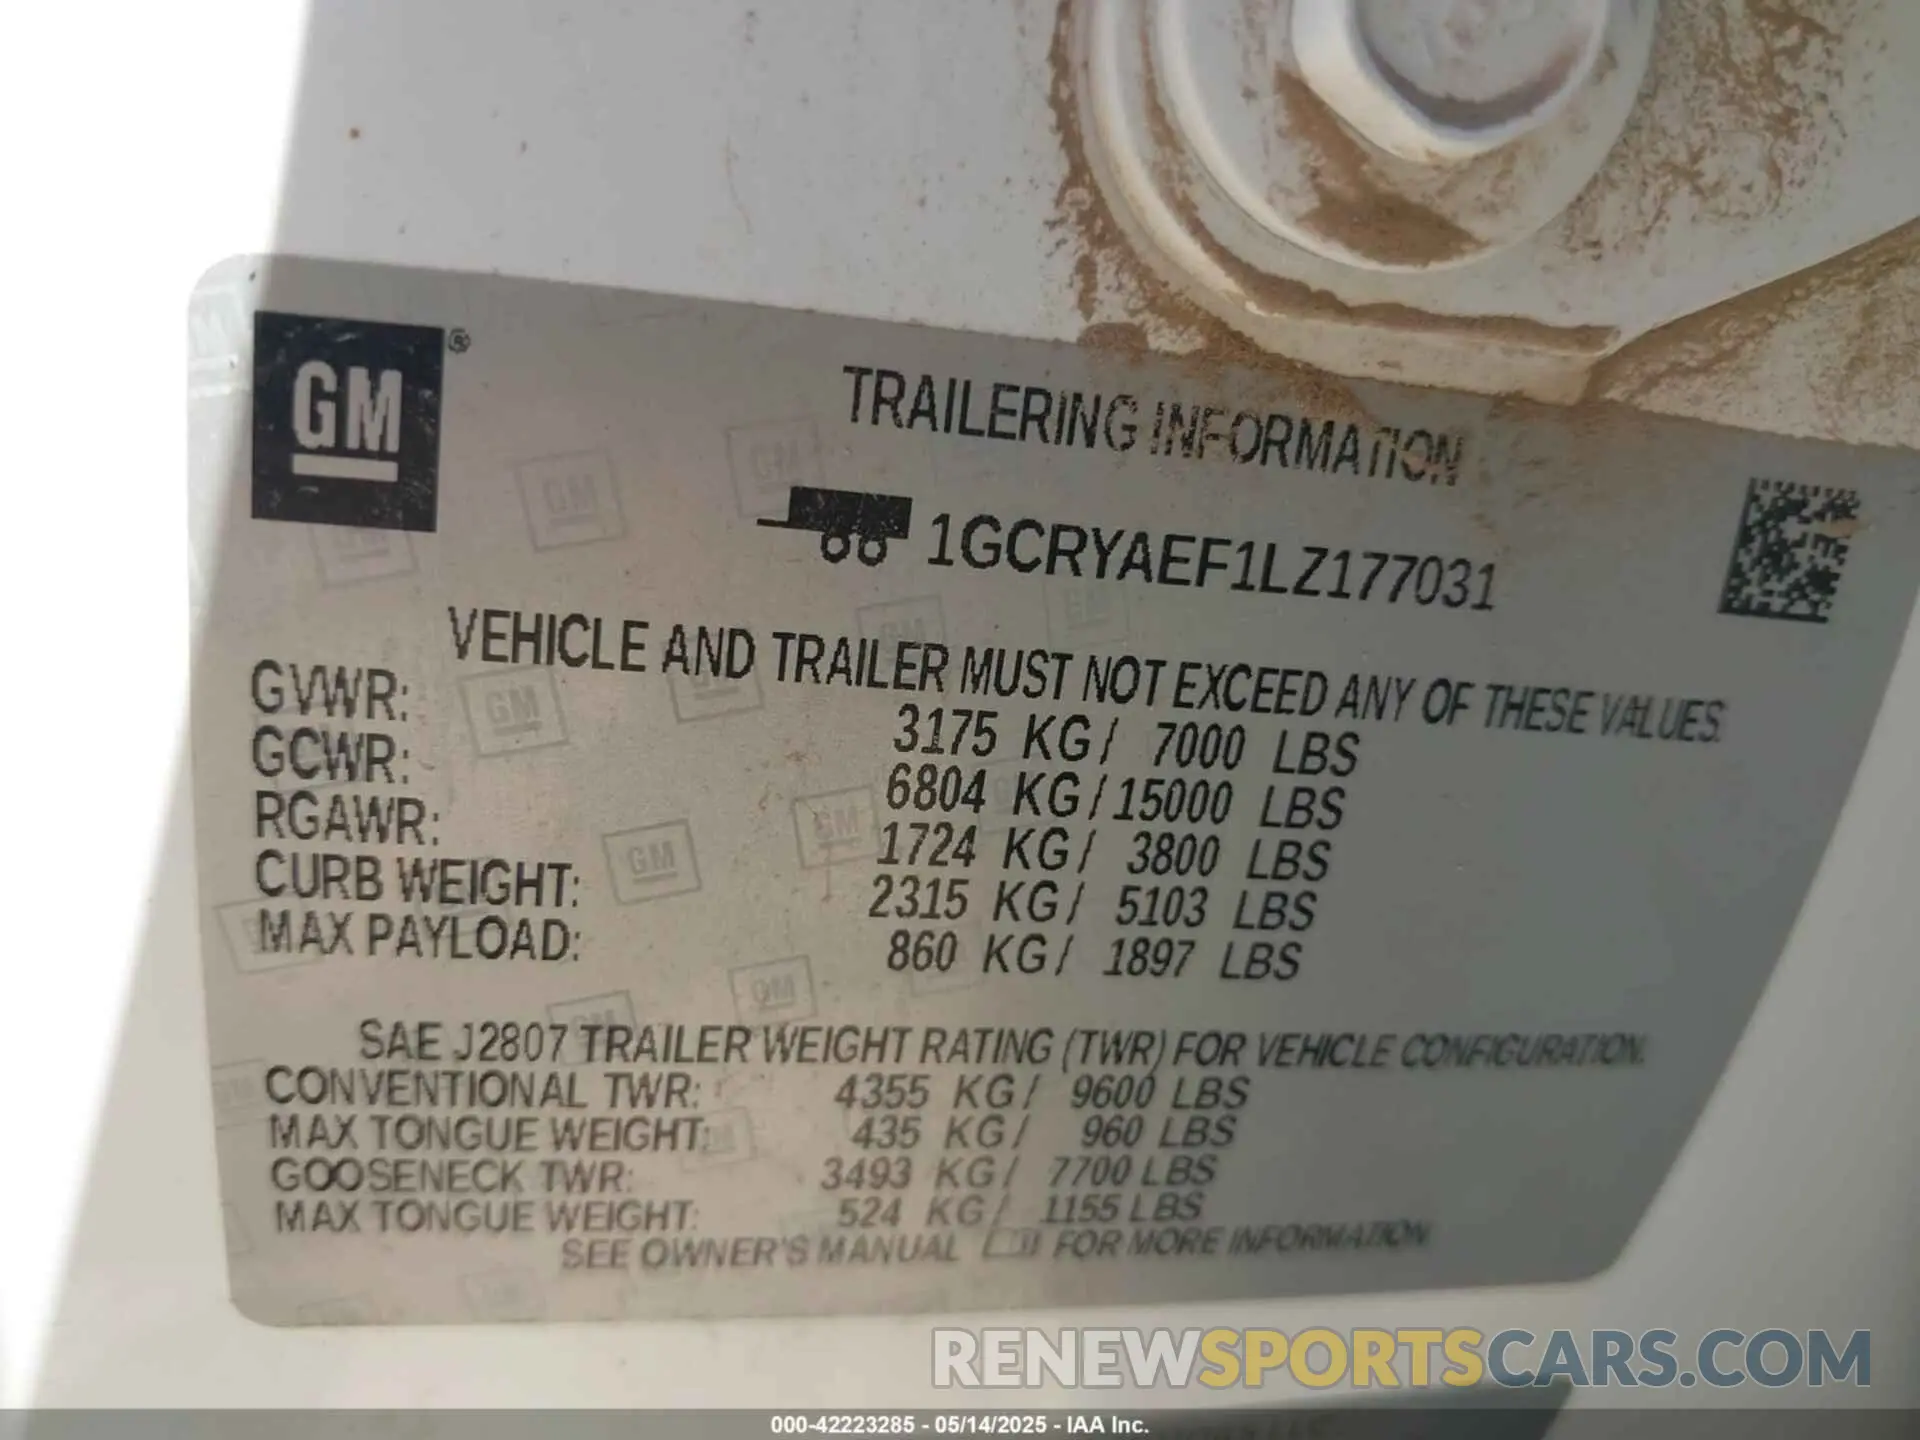 GM®
TRAILERING INFORMATION
1GCRYAEF1LZ177031
VEHICLE AND TRAILER MUST NOT EXCEED ANY OF THESE VALUES.
GVWR: 3175 KG/ 7000 LBS
GCWR: 6804 KG/15000 LBS
RGAWR: 1724 KG/ 3800 LBS
CURB WEIGHT: 2315 KG/ 5103 LBS
MAX PAYLOAD: 860 KG/ 1897 LBS
SAE J2807 TRAILER WEIGHT RATING (TWR) FOR VEHICLE CONFIGURATION.
CONVENTIONAL TWR: 4355 KG/ 9600 LBS
MAX TONGUE WEIGHT: 435 KG/ 960 LBS
GOOSENECK TWR: 3493 KG/ 7700 LBS
MAX TONGUE WEIGHT: 524 KG/ 1155 LBS
SEE OWNER'S MANUAL FOR MORE INFORMATION
RENEWSPORTSCARS.COM
000-42223285 - 05/14/2025 - IAA Inc.